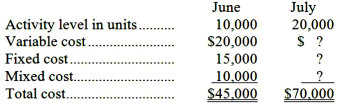 June July
Activity level in units.......... 10,000 20,000
Variable cost...................... $20,000 $ ?
Fixed cost.......................... 15,000 ?
Mixed cost......................... 10,000 ?
Total cost........................... $45,000 $70,000